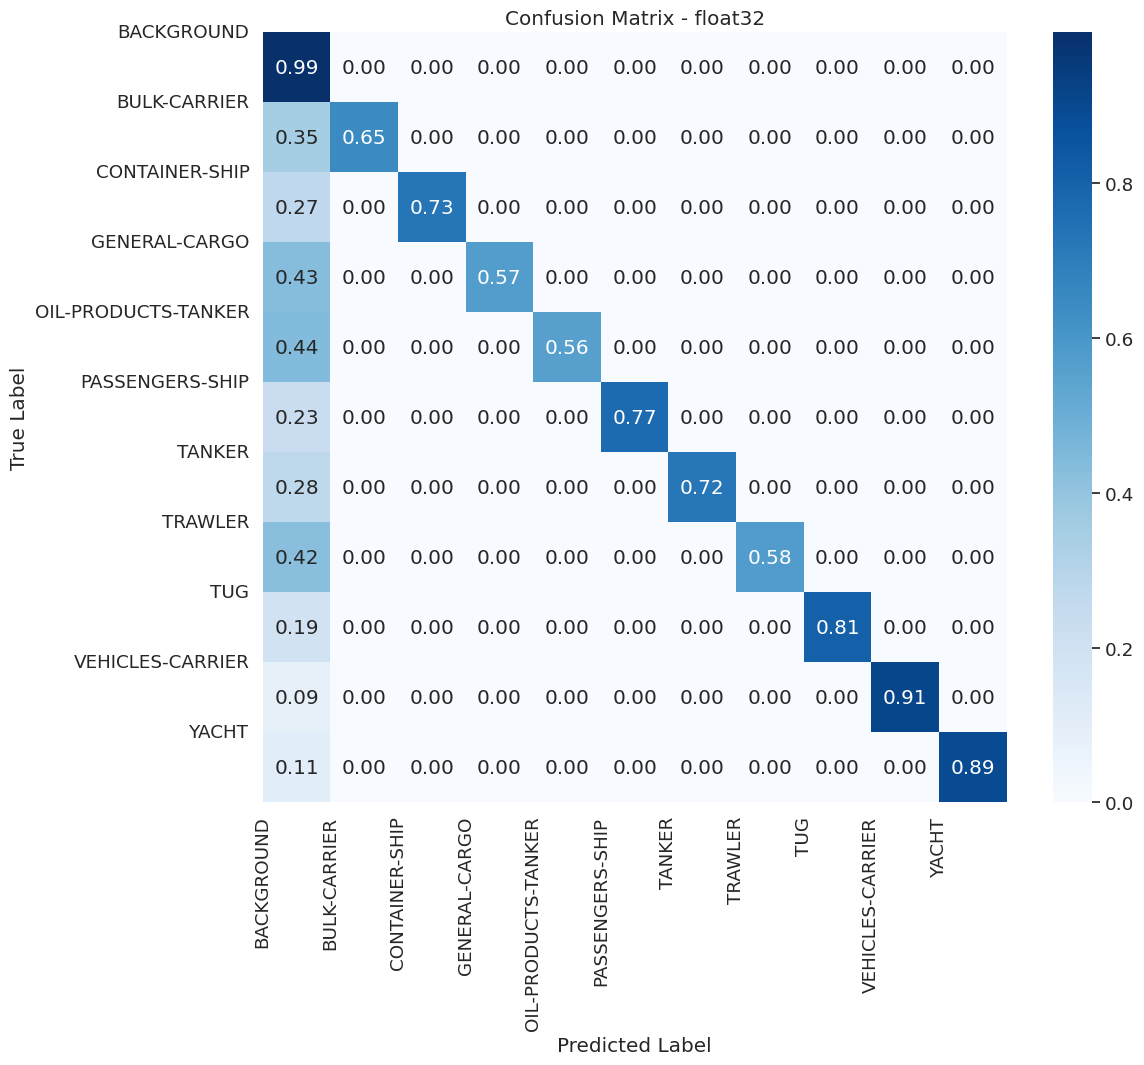 Confusion Matrix - float32
BACKGROUND
0.99 0.00 0.00 0.00 0.00 0.00 0.00 0.00 0.00 0.00 0.00
BULK-CARRIER
0.35 0.65 0.00 0.00 0.00 0.00 0.00 0.00 0.00 0.00 0.00
CONTAINER-SHIP
0.27 0.00 0.73 0.00 0.00 0.00 0.00 0.00 0.00 0.00 0.00
GENERAL-CARGO
0.43 0.00 0.00 0.57 0.00 0.00 0.00 0.00 0.00 0.00 0.00
OIL-PRODUCTS-TANKER
0.44 0.00 0.00 0.00 0.56 0.00 0.00 0.00 0.00 0.00 0.00
PASSENGERS-SHIP
0.23 0.00 0.00 0.00 0.00 0.77 0.00 0.00 0.00 0.00 0.00
TANKER
0.28 0.00 0.00 0.00 0.00 0.00 0.72 0.00 0.00 0.00 0.00
TRAWLER
0.42 0.00 0.00 0.00 0.00 0.00 0.00 0.58 0.00 0.00 0.00
TUG
0.19 0.00 0.00 0.00 0.00 0.00 0.00 0.00 0.81 0.00 0.00
VEHICLES-CARRIER
0.09 0.00 0.00 0.00 0.00 0.00 0.00 0.00 0.00 0.91 0.00
YACHT
0.11 0.00 0.00 0.00 0.00 0.00 0.00 0.00 0.00 0.00 0.89
True Label
BACKGROUND
BULK-CARRIER
CONTAINER-SHIP
GENERAL-CARGO
OIL-PRODUCTS-TANKER
PASSENGERS-SHIP
TANKER
TRAWLER
TUG
VEHICLES-CARRIER
YACHT
Predicted Label
0.8
0.6
0.4
0.2
0.0